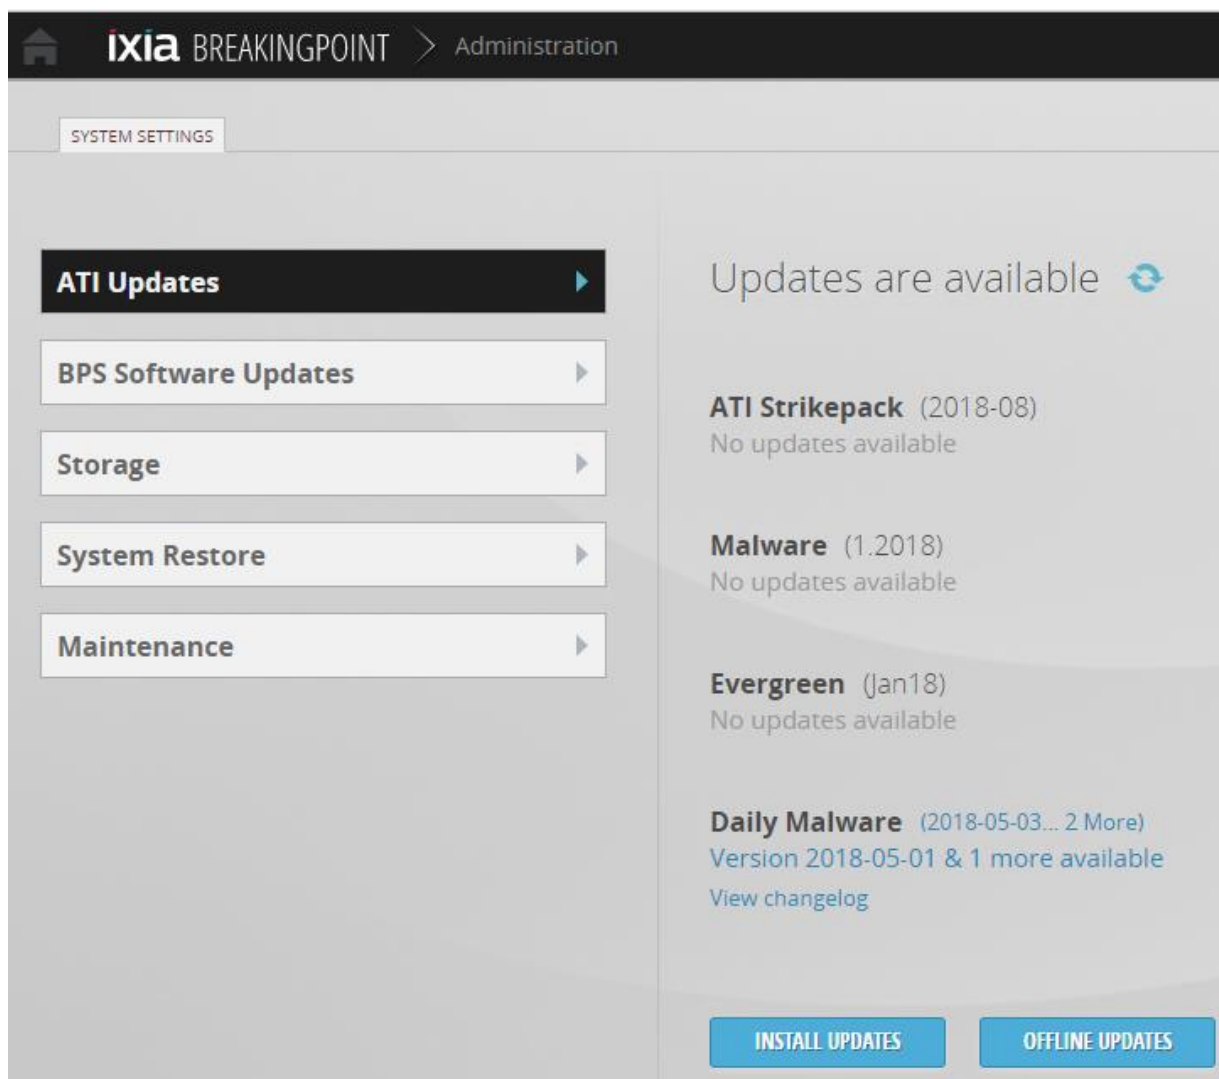 ixia BREAKINGPOINT > Administration
SYSTEM SETTINGS
ATI Updates
BPS Software Updates
Storage
System Restore
Maintenance
Updates are available
ATI Strikepack (2018-08)
No updates available
Malware (1.2018)
No updates available
Evergreen (Jan18)
No updates available
Daily Malware (2018-05-03... 2 More)
Version 2018-05-01 & 1 more available
View changelog
INSTALL UPDATES OFFLINE UPDATES